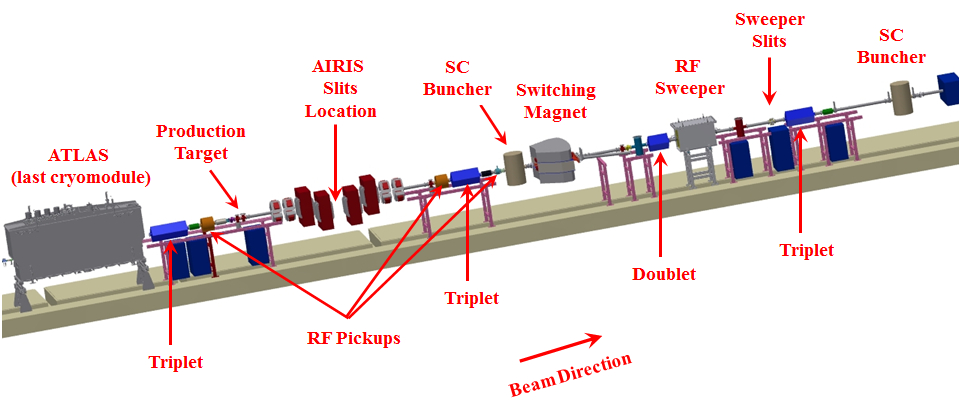 ATLAS
(last cryomodule)
Production
Target
AIRIS
Slits
Location
SC
Buncher
Switching
Magnet
RF
Sweeper
Sweeper
Slits
SC
Buncher
Triplet
RF Pickups
Triplet
Doublet
Triplet
Beam Direction